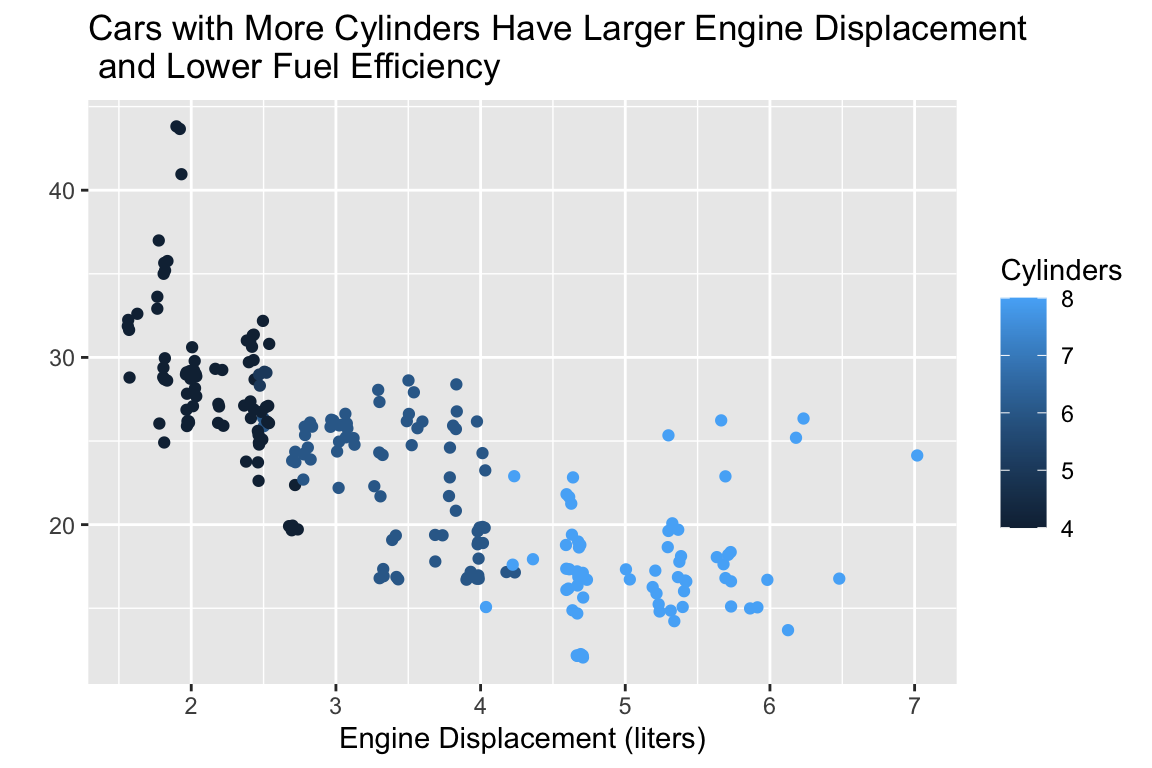 Cars with More Cylinders Have Larger Engine Displacement
and Lower Fuel Efficiency
40
30
20
2 3 4 5 6 7
Engine Displacement (liters)
Cylinders
8
7
6
5
4